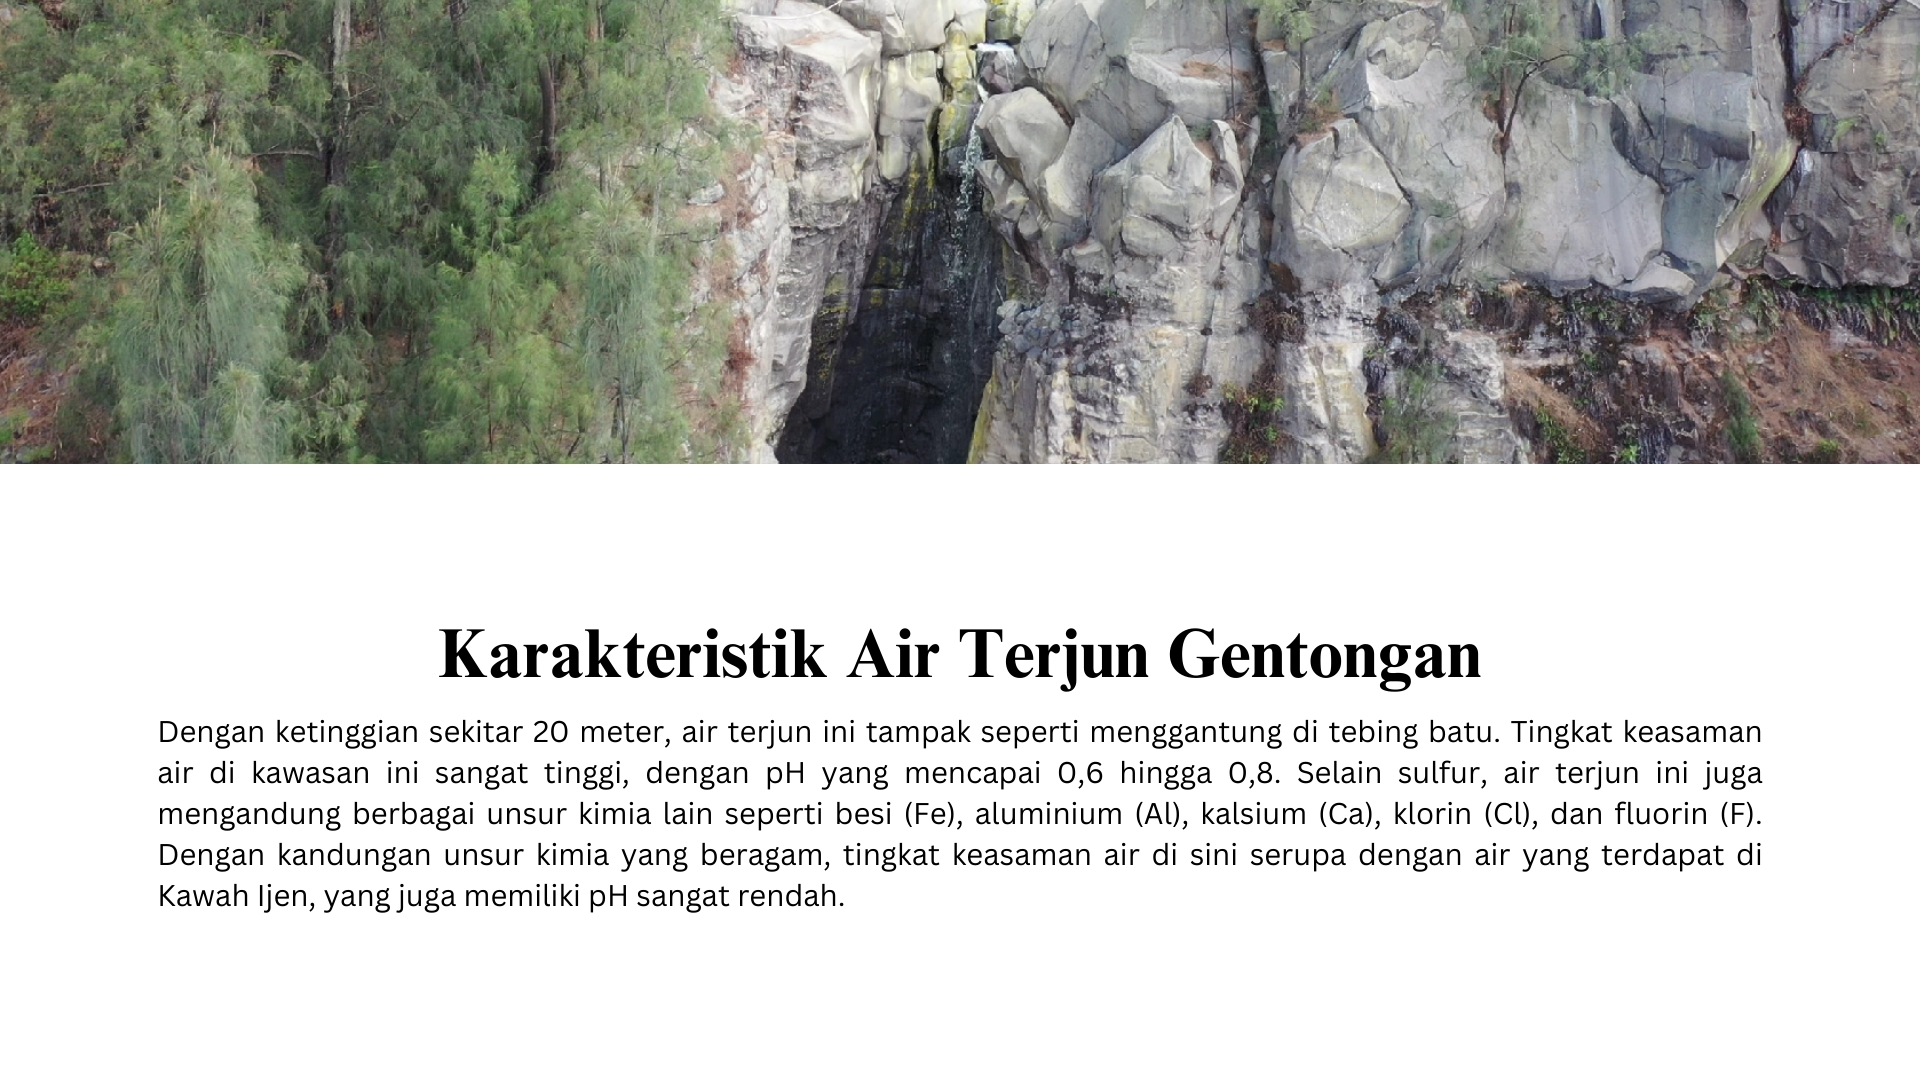 Karakteristik Air Terjun Gentongan
Dengan ketinggian sekitar 20 meter, air terjun ini tampak seperti menggantung di tebing batu. Tingkat keasaman
air di kawasan ini sangat tinggi, dengan pH yang mencapai 0,6 hingga 0,8. Selain sulfur, air terjun ini juga
mengandung berbagai unsur kimia lain seperti besi (Fe), aluminium (Al), kalsium (Ca), klorin (Cl), dan fluorin (F).
Dengan kandungan unsur kimia yang beragam, tingkat keasaman air di sini serupa dengan air yang terdapat di
Kawah Ijen, yang juga memiliki pH sangat rendah.